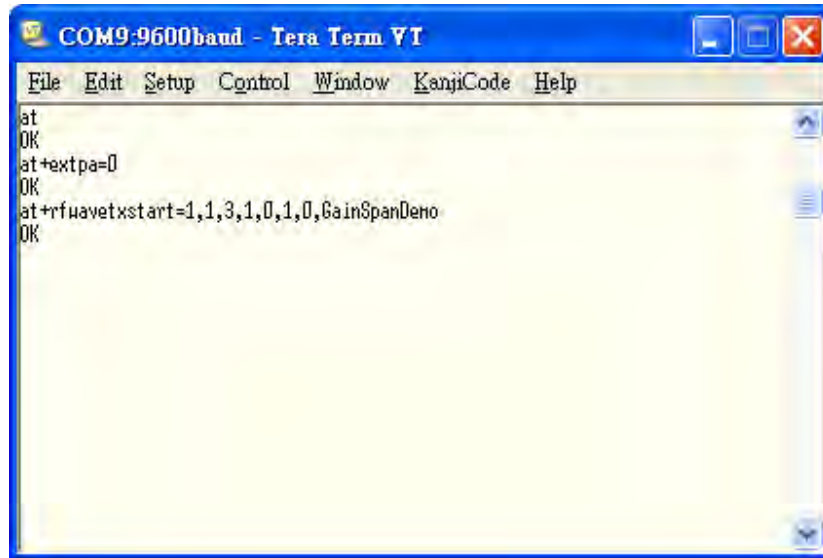 COM9:9600baud - Tera Term VT
File Edit Setup Control Window KanjiCode Help
at
OK
at+extpa=0
OK
at+rfwavetxstart=1,1,3,1,0,1,0,GainSpanDemo
OK